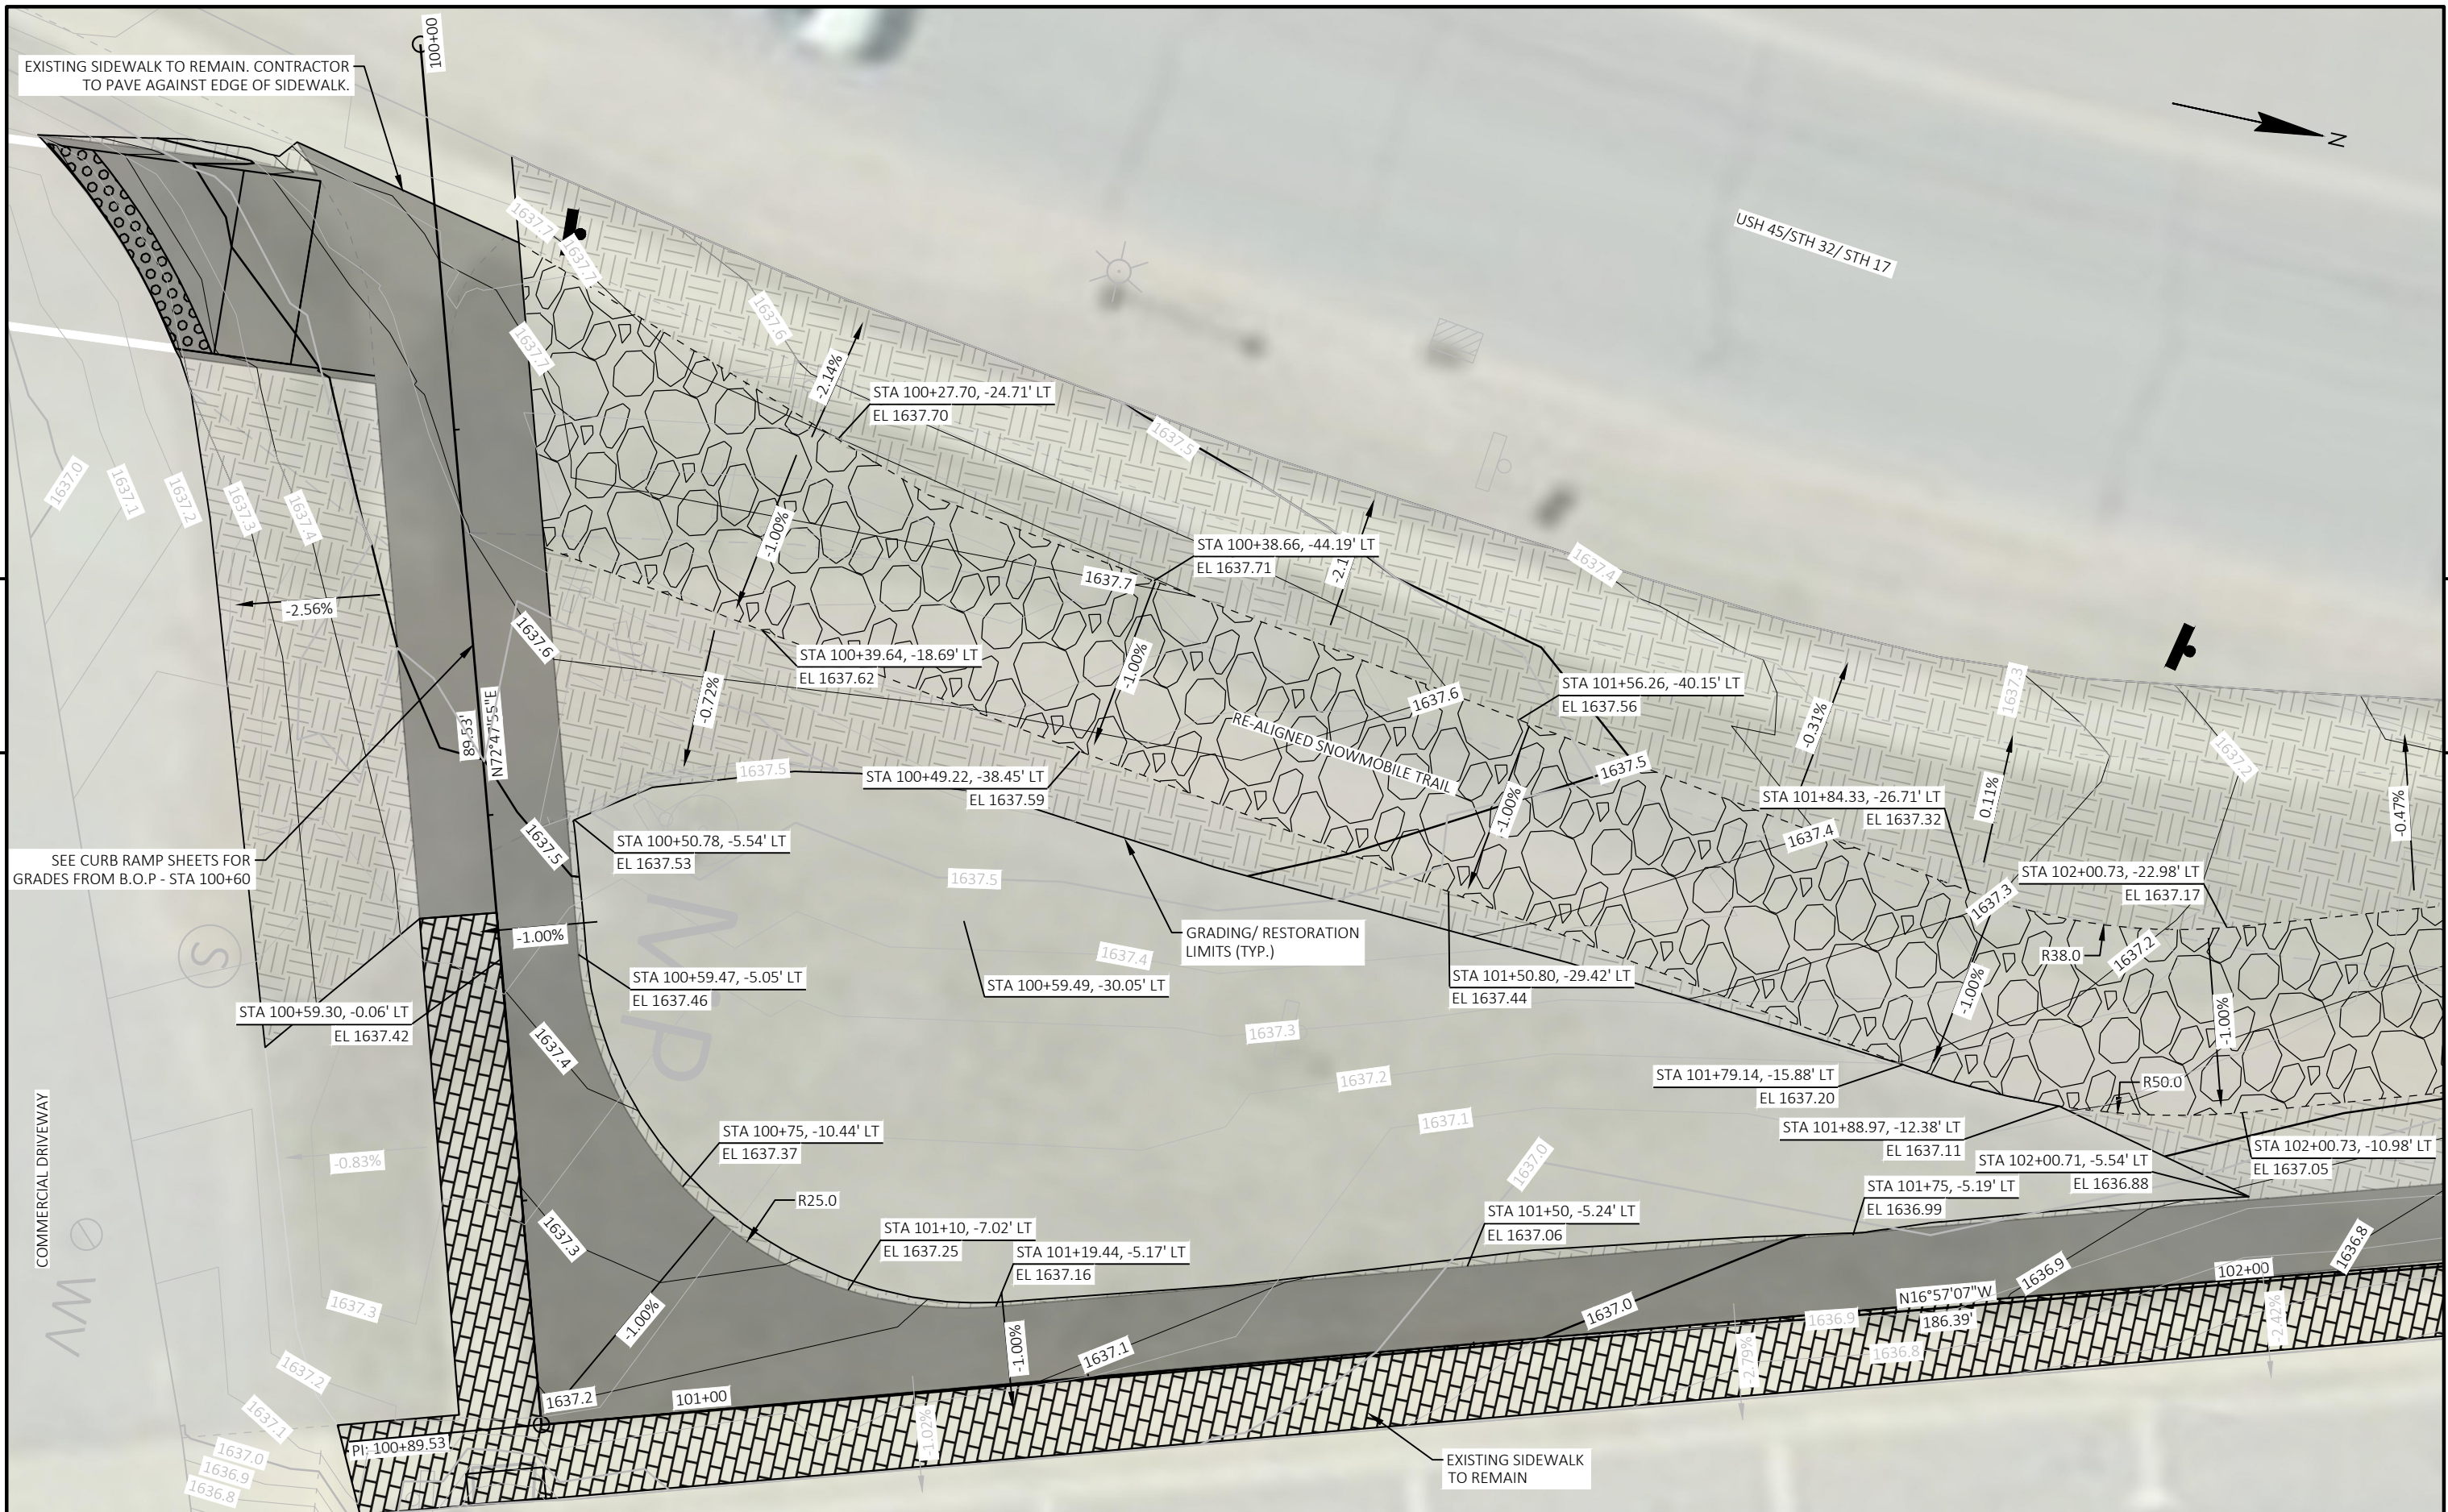 100+00
EXISTING SIDEWALK TO REMAIN. CONTRACTOR
TO PAVE AGAINST EDGE OF SIDEWALK.
N
USH 45/STH 32/ STH 17
1637.7
1637.7
1637.6
1637.7
-2.14%
STA 100+27.70, -24.71' LT
EL 1637.70
1637.5
1637.0
1637.1
1637.2
1637.3
1637.4
-1.00%
STA 100+38.66, -44.19' LT
EL 1637.71
1637.7
-2.1
1637.4
-2.56%
1637.6
STA 100+39.64, -18.69' LT
EL 1637.62
-0.72%
-1.00%
1637.6
STA 101+56.26, -40.15' LT
EL 1637.56
RE-ALIGNED SNOWMOBILE TRAIL
-0.31%
1637.3
89.53'
N72°47'55"E
1637.5
STA 100+49.22, -38.45' LT
EL 1637.59
1637.5
-1.00%
STA 101+84.33, -26.71' LT
EL 1637.32
0.11%
1637.2
-0.47%
STA 100+50.78, -5.54' LT
EL 1637.53
1637.5
1637.4
SEE CURB RAMP SHEETS FOR
GRADES FROM B.O.P - STA 100+60
1637.5
STA 102+00.73, -22.98' LT
EL 1637.17
1637.3
-1.00%
MP
GRADING/ RESTORATION
LIMITS (TYP.)
1637.4
R38.0
1637.2
S
STA 100+59.47, -5.05' LT
EL 1637.46
STA 100+59.49, -30.05' LT
STA 101+50.80, -29.42' LT
EL 1637.44
-1.00%
-1.00%
STA 100+59.30, -0.06' LT
EL 1637.42
1637.4
1637.3
1637.2
STA 101+79.14, -15.88' LT
EL 1637.20
R50.0
COMMERCIAL DRIVEWAY
-0.83%
STA 100+75, -10.44' LT
EL 1637.37
1637.1
1637.0
STA 101+88.97, -12.38' LT
EL 1637.11
STA 102+00.71, -5.54' LT
EL 1636.88
STA 102+00.73, -10.98' LT
EL 1637.05
R25.0
STA 101+75, -5.19' LT
EL 1636.99
STA 101+50, -5.24' LT
EL 1637.06
1637.3
STA 101+10, -7.02' LT
EL 1637.25
STA 101+19.44, -5.17' LT
EL 1637.16
1636.8
102+00
1636.9
N16°57'07"W
186.39'
MV
1637.3
-1.00%
-1.00%
1637.1
1637.0
1636.9
1636.8
-2.79%
-2.42%
1637.2
1637.2
101+00
1637.1
-1.02%
PI: 100+89.53
1637.0
1636.9
1636.8
EXISTING SIDEWALK
TO REMAIN